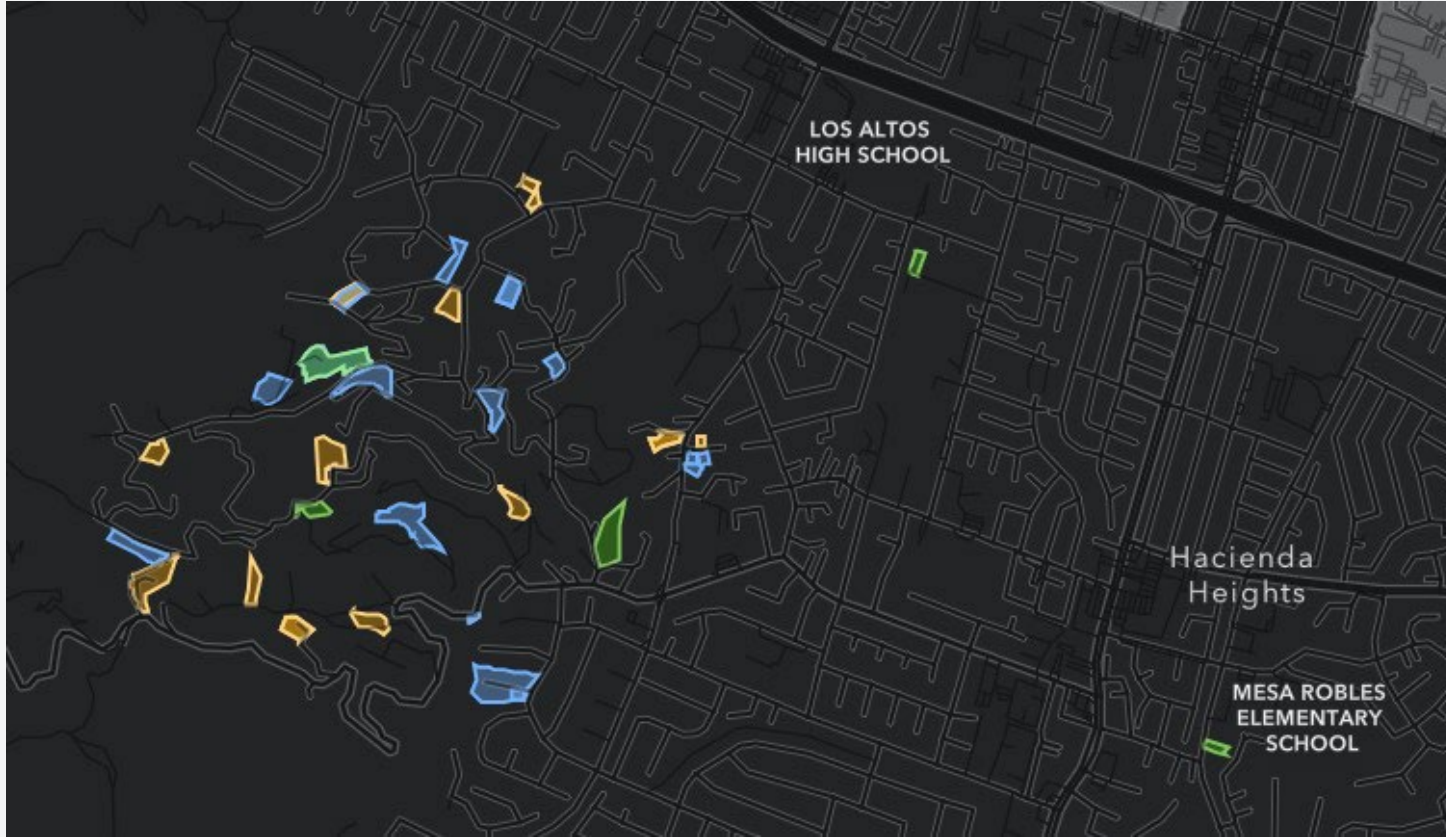 LOS ALTOS
HIGH SCHOOL
Hacienda
Heights
MESA ROBLES
ELEMENTARY
SCHOOL